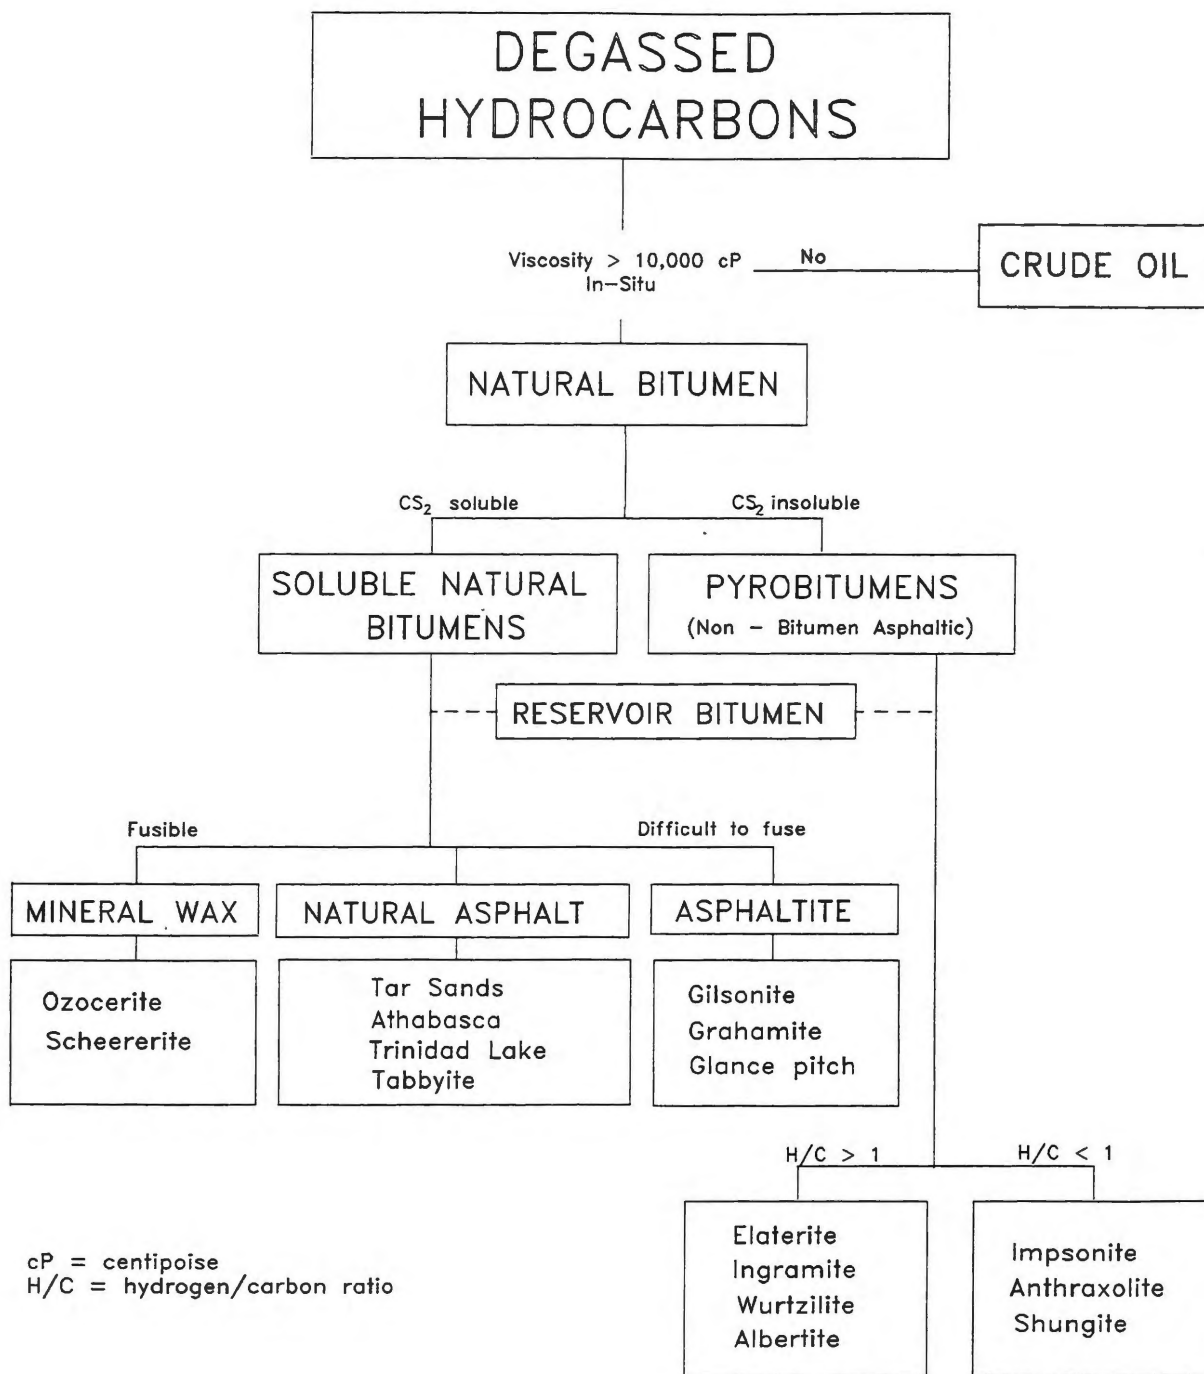 DEGASSED
HYDROCARBONS
Viscosity > 10,000 cP
In-Situ
No
CRUDE OIL
NATURAL BITUMEN
CS₂ soluble
CS₂ insoluble
SOLUBLE NATURAL
BITUMENS
PYROBITUMENS
(Non - Bitumen Asphaltic)
RESERVOIR BITUMEN
Fusible
Difficult to fuse
MINERAL WAX
NATURAL ASPHALT
ASPHALTITE
Ozocerite
Scheererite
Tar Sands
Athabasca
Trinidad Lake
Tabbyite
Gilsonite
Grahamite
Glance pitch
H/C > 1
H/C < 1
Elaterite
Ingramite
Wurtzilite
Albertite
Impsonite
Anthraxolite
Shungite
cP = centipoise
H/C = hydrogen/carbon ratio